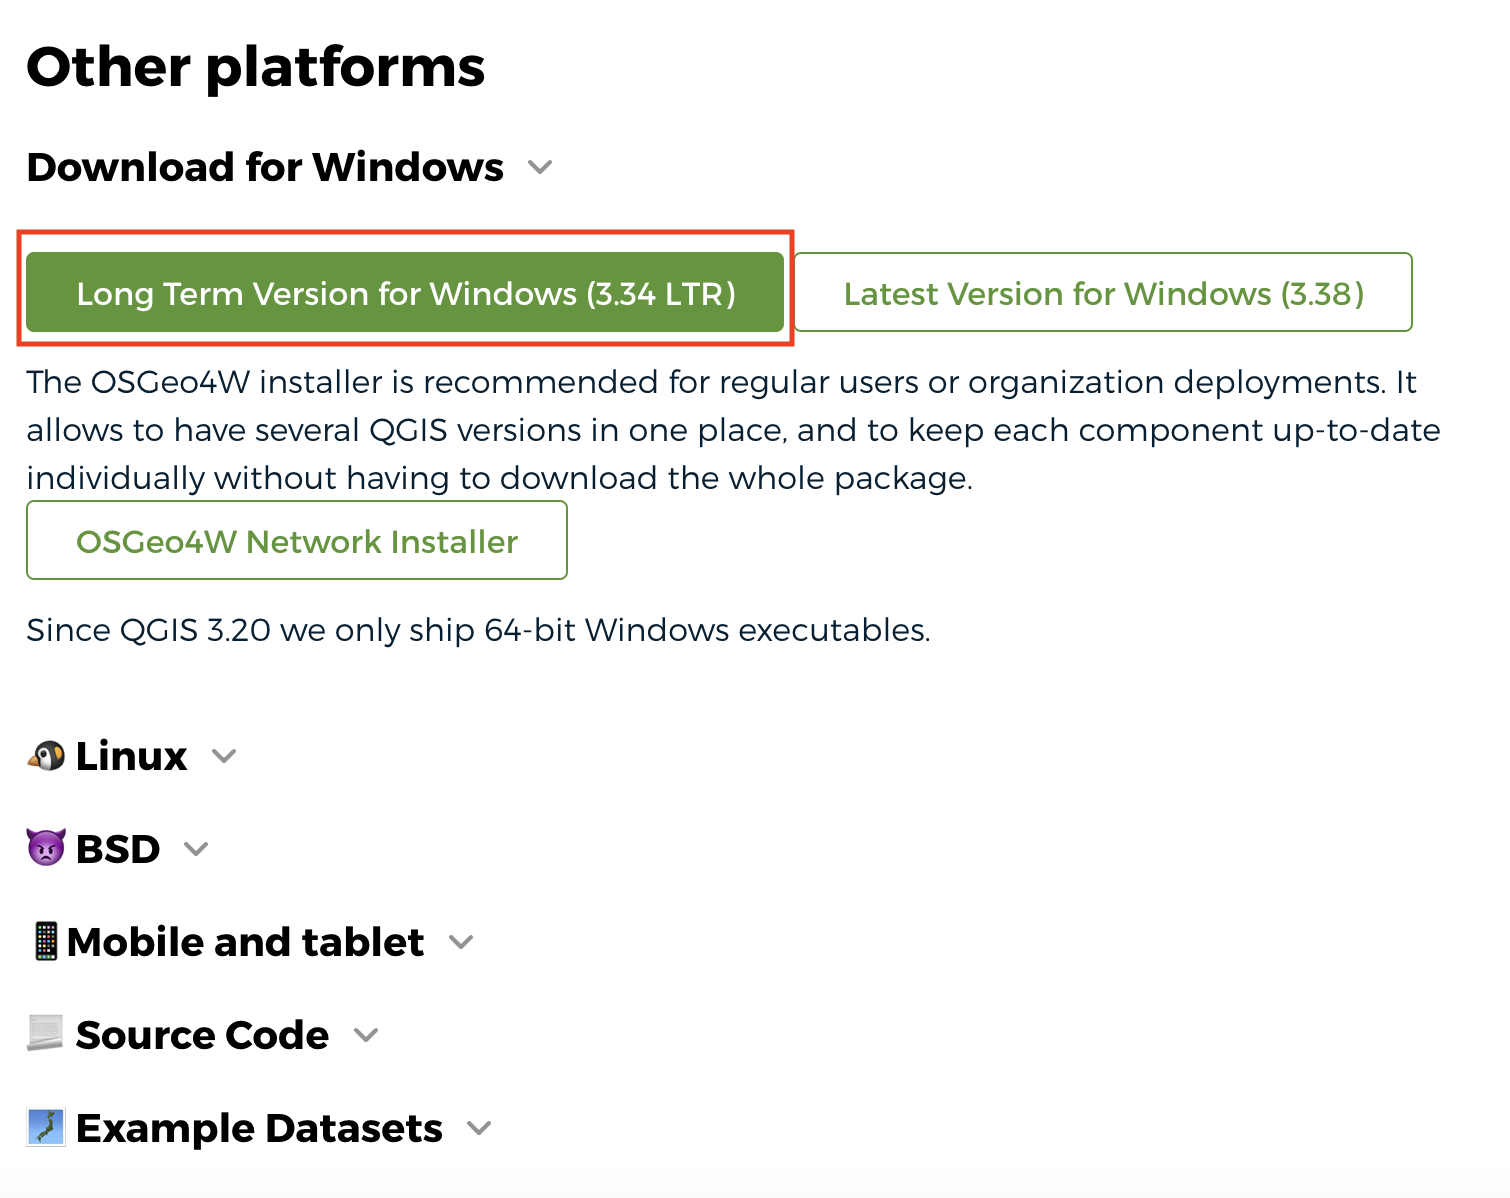 Other platforms
Download for Windows
Long Term Version for Windows (3.34 LTR)
Latest Version for Windows (3.38)
The OSGeo4W installer is recommended for regular users or organization deployments. It
allows to have several QGIS versions in one place, and to keep each component up-to-date
individually without having to download the whole package.
OSGeo4W Network Installer
Since QGIS 3.20 we only ship 64-bit Windows executables.
Linux
BSD
Mobile and tablet
Source Code
Example Datasets